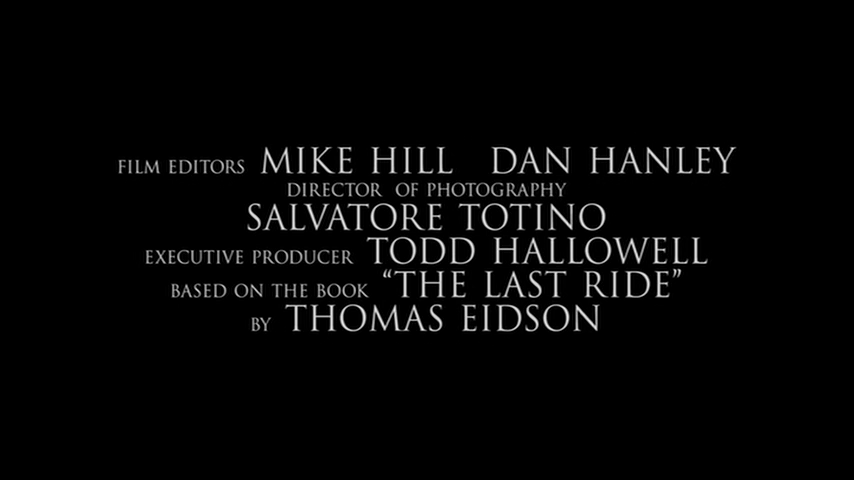 FILM EDITORS MIKE HILL DAN HANLEY
DIRECTOR OF PHOTOGRAPHY
SALVATORE TOTINO
EXECUTIVE PRODUCER TODD HALLOWELL
BASED ON THE BOOK “THE LAST RIDE”
BY THOMAS EIDSON